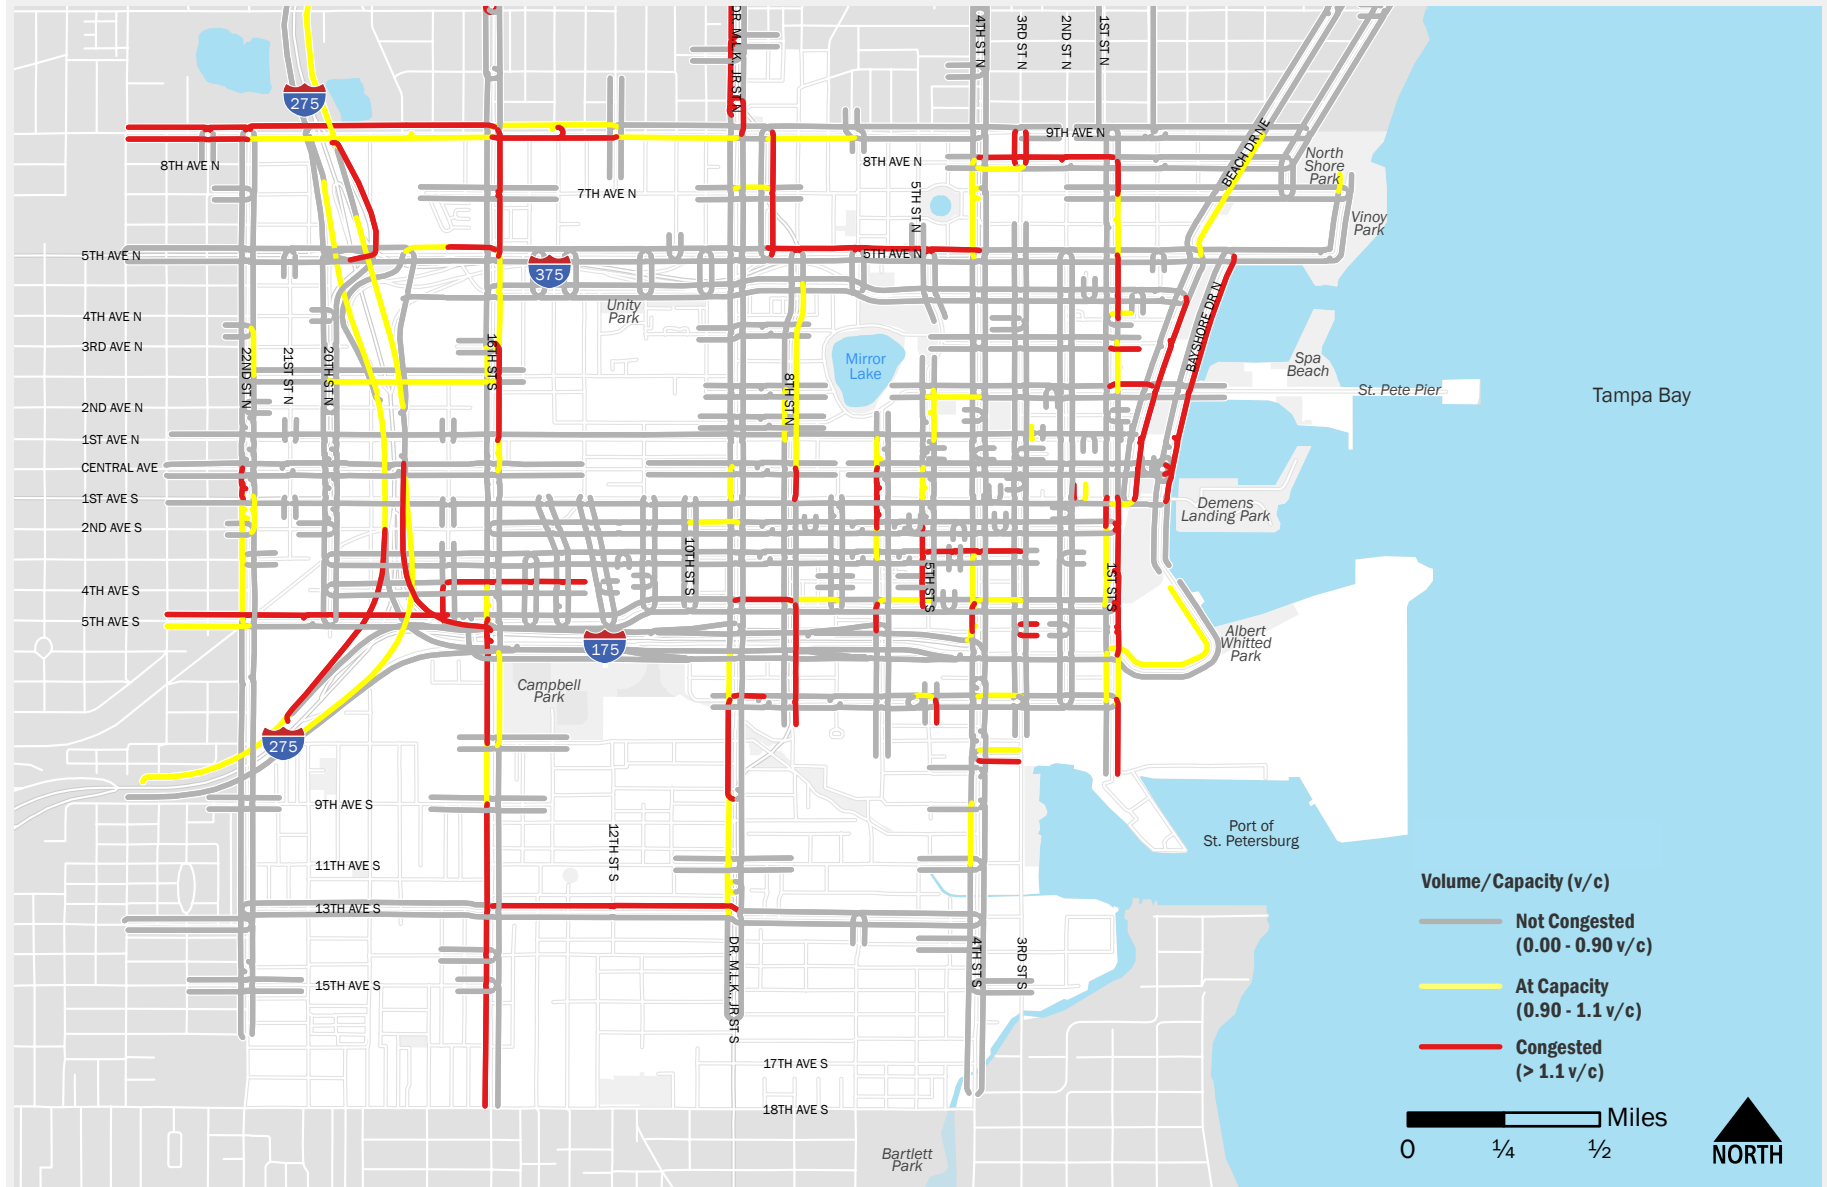 DR. M.L.K., JR ST N
4TH ST N
3RD ST N
2ND ST N
1ST ST N
275
9TH AVE N
BEACH DR NE
8TH AVE N
8TH AVE N
North
Shore
Park
7TH AVE N
5TH ST N
Vinoy
Park
5TH AVE N
5TH AVE N
375
4TH AVE N
Unity
Park
BAYSHORE DR N
3RD AVE N
22ND ST N
21ST ST N
20TH ST N
16TH ST S
8TH ST N
Mirror
Lake
Spa
Beach
St. Pete Pier
Tampa Bay
2ND AVE N
1ST AVE N
CENTRAL AVE
1ST AVE S
Demens
Landing Park
2ND AVE S
10TH ST S
5TH ST S
1ST ST S
4TH AVE S
5TH AVE S
175
Albert
Whitted
Park
Campbell
Park
275
9TH AVE S
12TH ST S
Port of
St. Petersburg
11TH AVE S
13TH AVE S
DR. M.L.K., JR ST S
4TH ST S
3RD ST S
15TH AVE S
17TH AVE S
18TH AVE S
Bartlett
Park
Volume/Capacity (v/c)
Not Congested
(0.00 - 0.90 v/c)
At Capacity
(0.90 - 1.1 v/c)
Congested
(> 1.1 v/c)
Miles
0 ¼ ½
NORTH